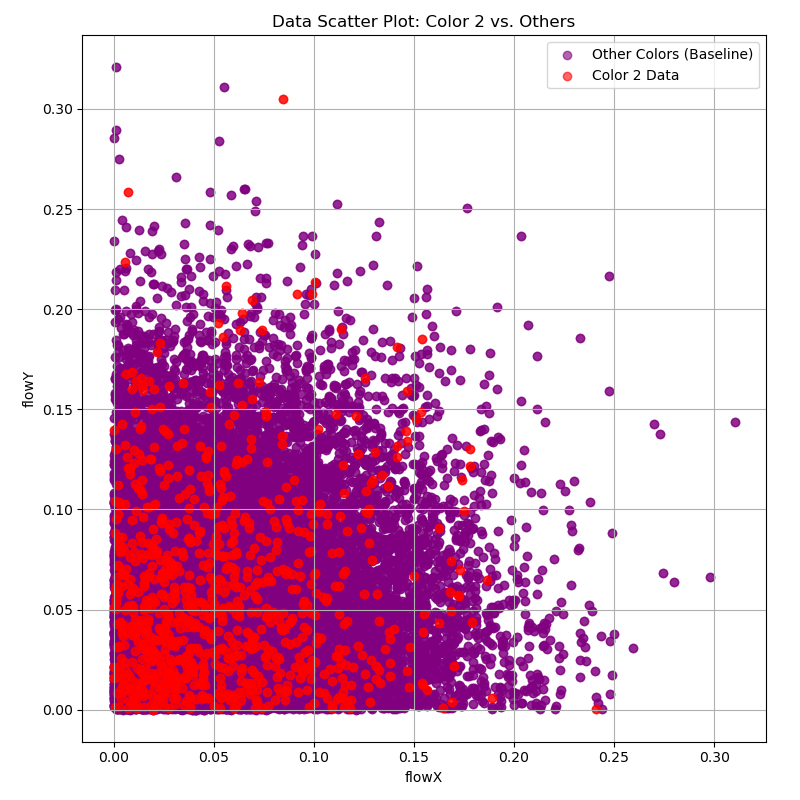 Data Scatter Plot: Color 2 vs. Others
Other Colors (Baseline)
Color 2 Data
flowY
0.30
0.25
0.20
0.15
0.10
0.05
0.00
0.00 0.05 0.10 0.15 0.20 0.25 0.30
flowX